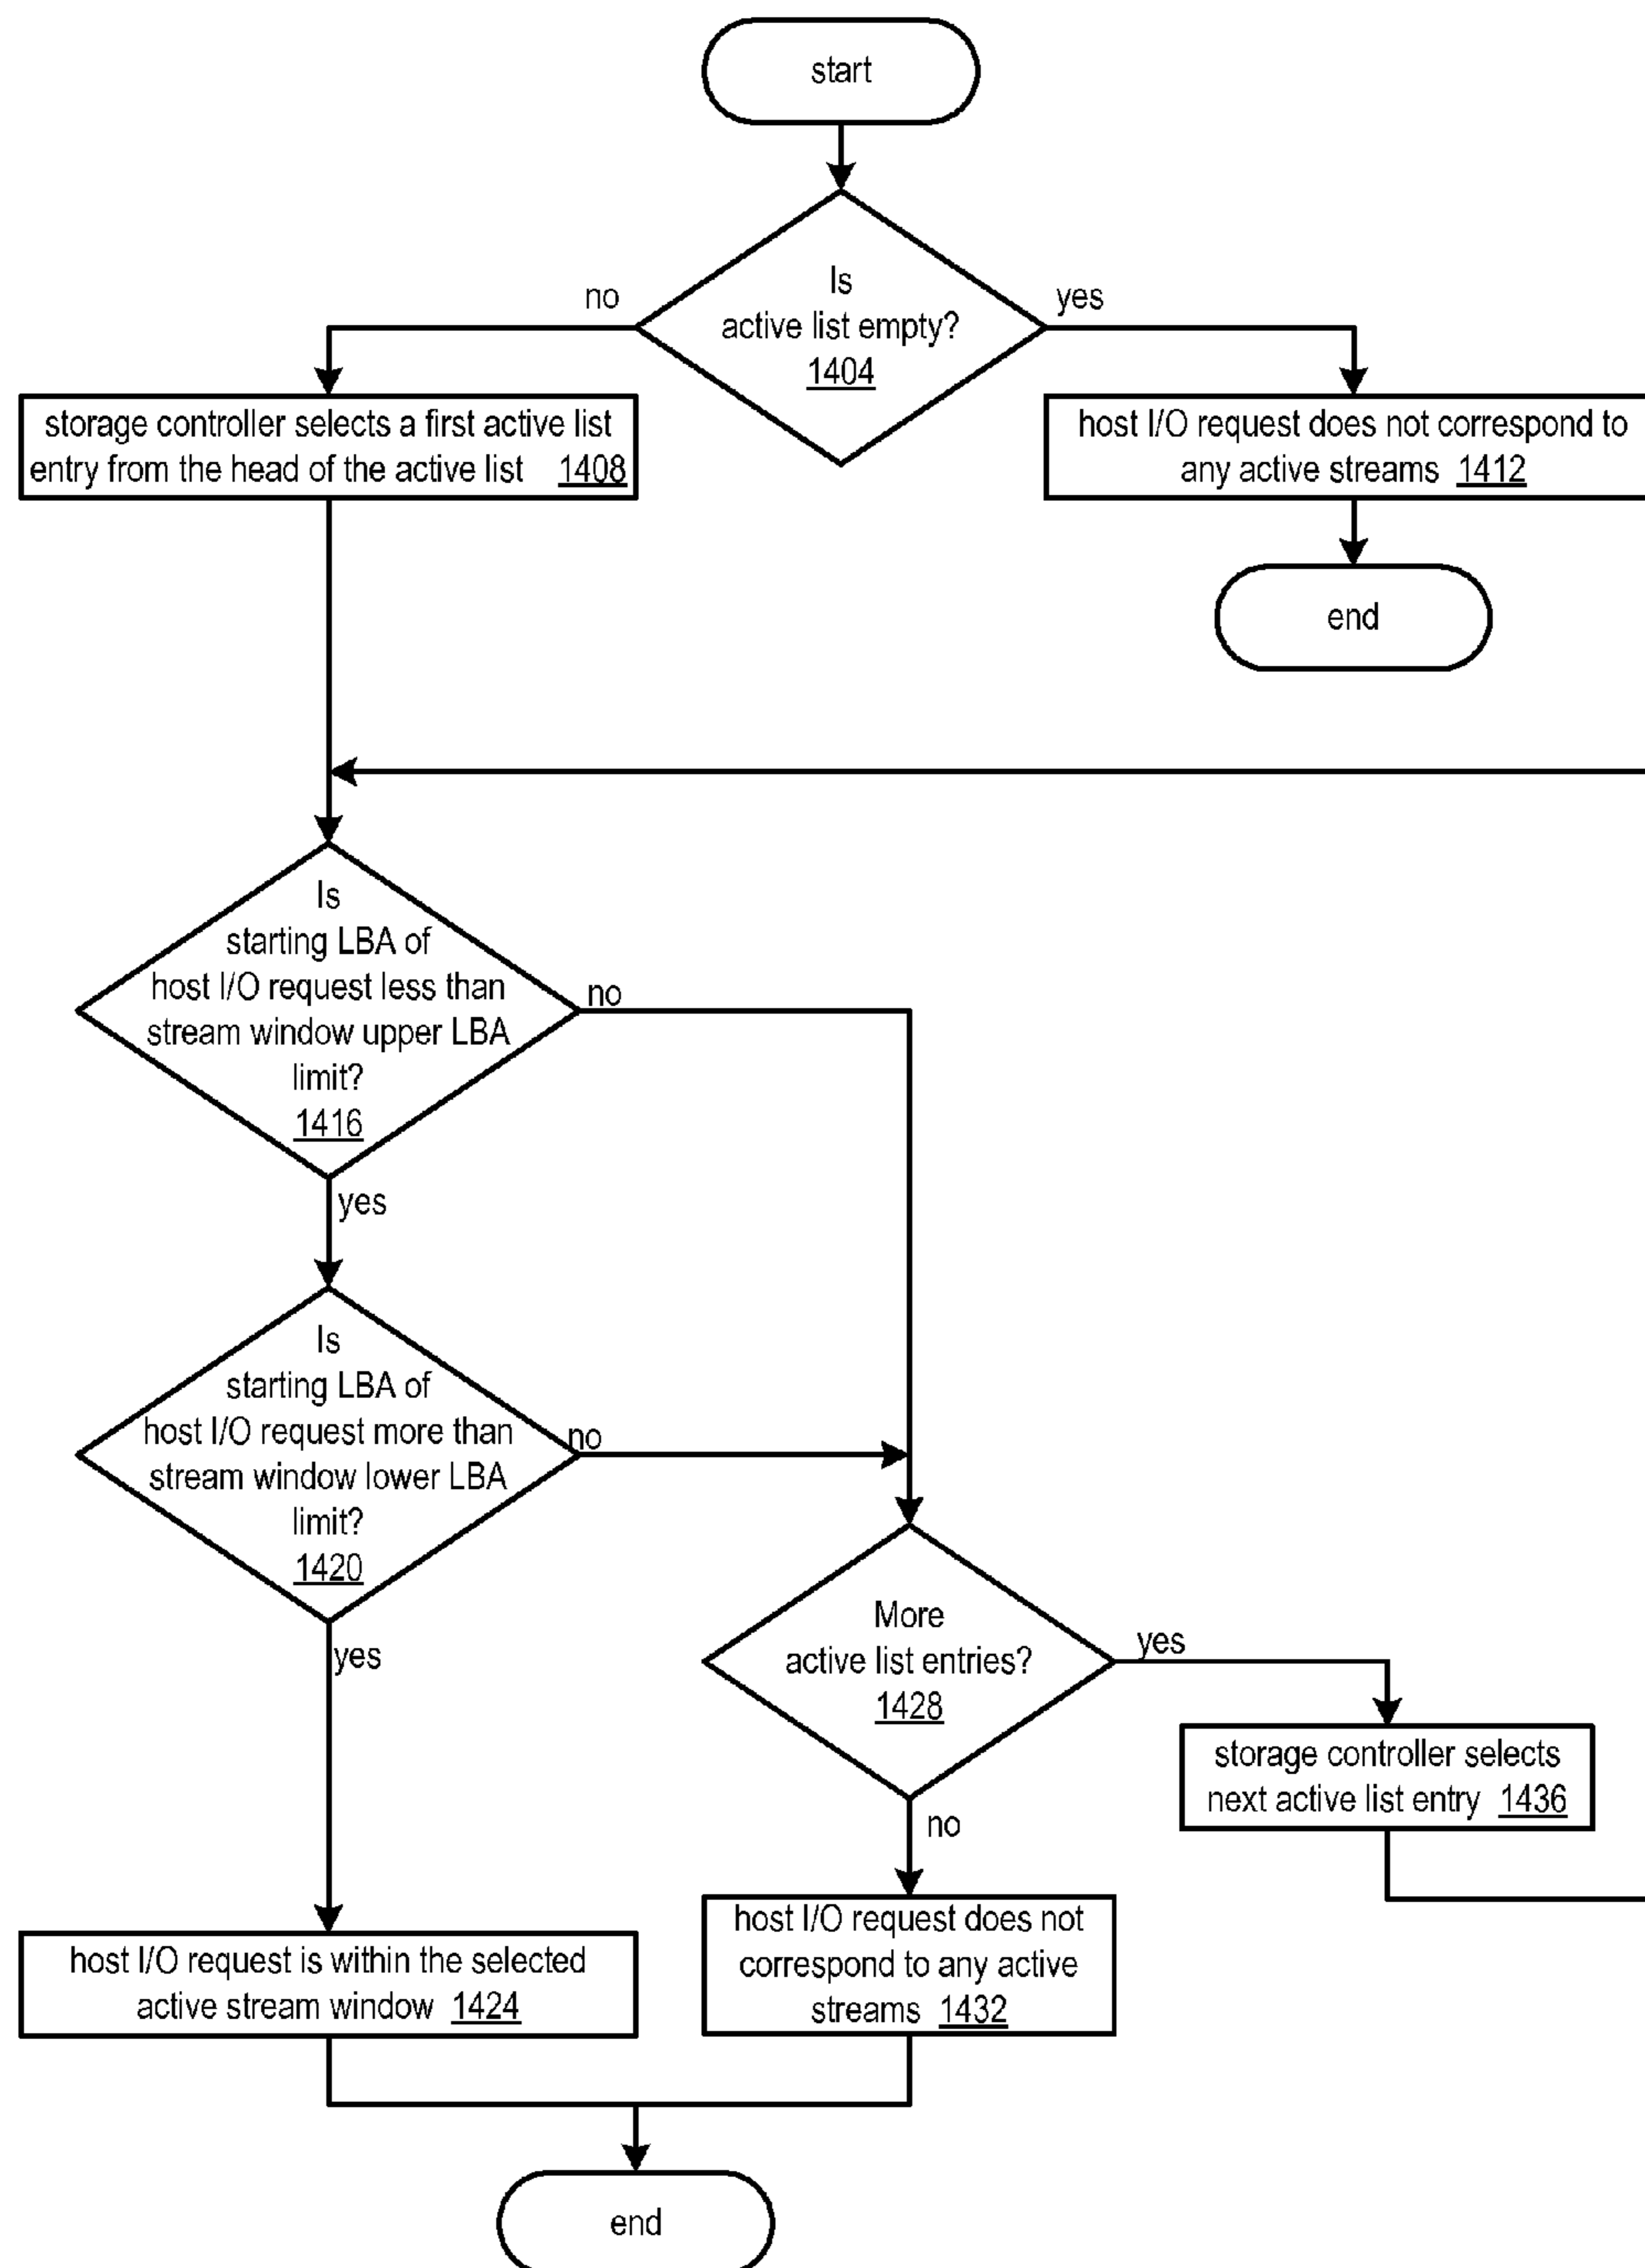 start
Is
active list empty?
1404
no
yes
storage controller selects a first active list
entry from the head of the active list 1408
host I/O request does not correspond to
any active streams 1412
end
Is
starting LBA of
host I/O request less than
stream window upper LBA
limit?
1416
no
yes
Is
starting LBA of
host I/O request more than
stream window lower LBA
limit?
1420
no
yes
More
active list entries?
1428
yes
no
storage controller selects
next active list entry 1436
host I/O request is within the selected
active stream window 1424
host I/O request does not
correspond to any active
streams 1432
end